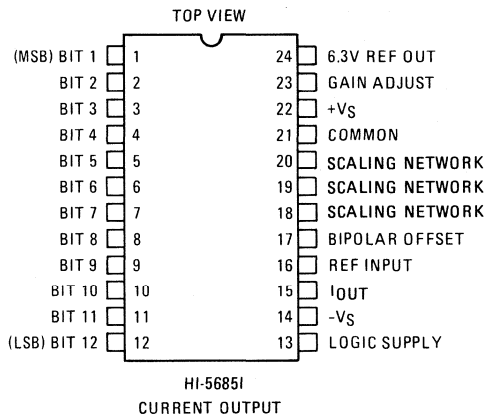 TOP VIEW
(MSB) BIT 1 1 24 6.3V REF OUT
BIT 2 2 23 GAIN ADJUST
BIT 3 3 22 +VS
BIT 4 4 21 COMMON
BIT 5 5 20 SCALING NETWORK
BIT 6 6 19 SCALING NETWORK
BIT 7 7 18 SCALING NETWORK
BIT 8 8 17 BIPOLAR OFFSET
BIT 9 9 16 REF INPUT
BIT 10 10 15 IOUT
BIT 11 11 14 -VS
(LSB) BIT 12 12 13 LOGIC SUPPLY
HI-5685I
CURRENT OUTPUT